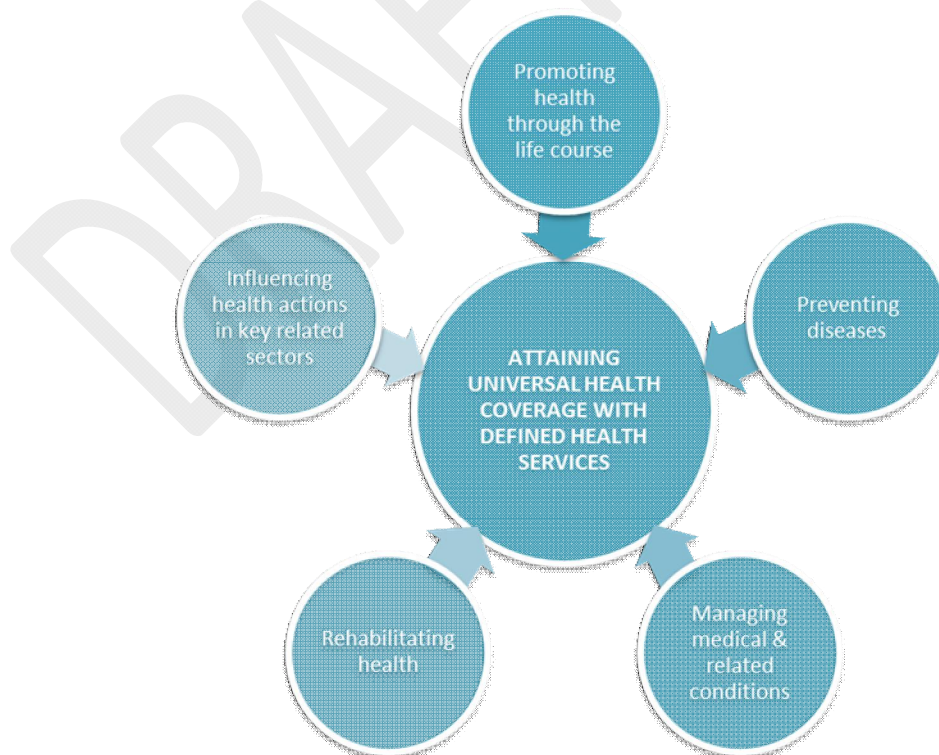 DRAF
Promoting
health
through the
life course
Influencing
health actions
in key related
sectors
Preventing
diseases
ATTAINING
UNIVERSAL HEALTH
COVERAGE WITH
DEFINED HEALTH
SERVICES
Rehabilitating
health
Managing
medical &
related
conditions